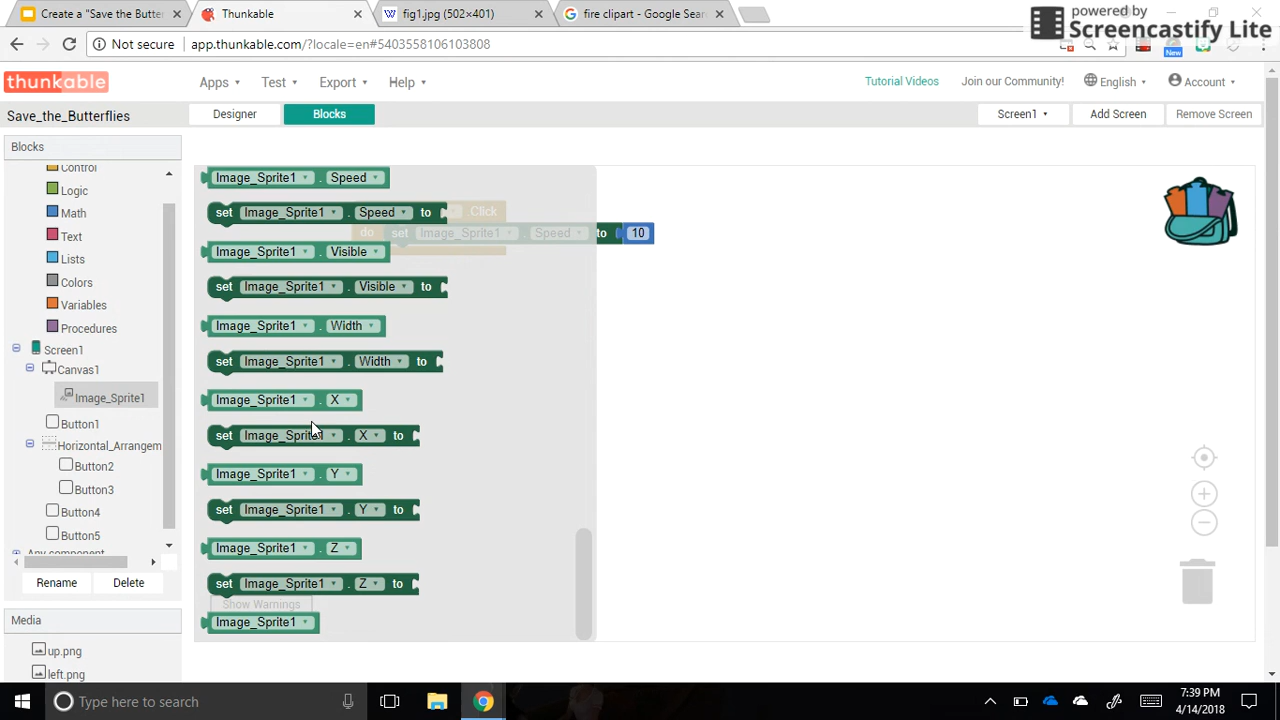 Create a "Save the Butter
Thunkable
fig1.jpg (502×401)
fire clipart - Google Sear
powered by
Screencastify Lite
Not secure
app.thunkable.com/?locale=en#5403558106103808
New
thunkable
Apps
Test
Export
Help
Tutorial Videos
Join our Community!
English
Account
Save_the_Butterflies
Designer
Blocks
Screen1
Add Screen
Remove Screen
Blocks
Control
Logic
Math
Text
Lists
Colors
Variables
Procedures
Screen1
Canvas1
Image_Sprite1
Button1
Horizontal_Arrangem
Button2
Button3
Button4
Button5
Any component
Rename
Delete
Media
up.png
left.png
Image_Sprite1 . Speed
set Image_Sprite1 . Speed to
.Click
do set Image_Sprite1 . Speed to 10
Image_Sprite1 . Visible
set Image_Sprite1 . Visible to
Image_Sprite1 . Width
set Image_Sprite1 . Width to
Image_Sprite1 . X
set Image_Sprite1 . X to
Image_Sprite1 . Y
set Image_Sprite1 . Y to
Image_Sprite1 . Z
set Image_Sprite1 . Z to
Show Warnings
Image_Sprite1
Type here to search
7:39 PM
4/14/2018